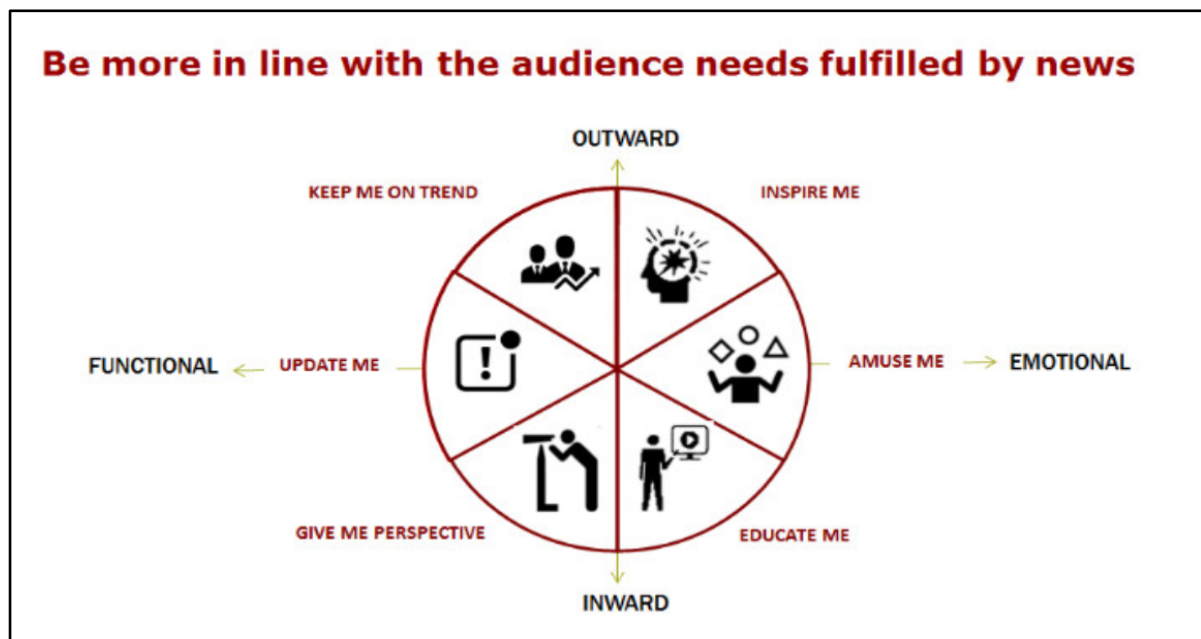 Be more in line with the audience needs fulfilled by news
OUTWARD
KEEP ME ON TREND
INSPIRE ME
FUNCTIONAL
UPDATE ME
AMUSE ME
EMOTIONAL
GIVE ME PERSPECTIVE
EDUCATE ME
INWARD